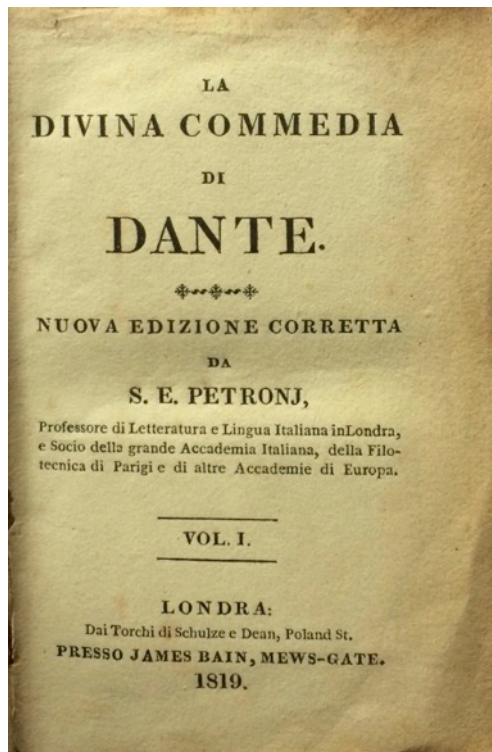 LA
DIVINA COMMEDIA
DI
DANTE.
NUOVA EDIZIONE CORRETTA
DA
S. E. PETRONJ,
Professore di Letteratura e Lingua Italiana inLondra,
e Socio della grande Accademia Italiana, della Filo-
tecnica di Parigi e di altre Accademie di Europa.
VOL. I.
LONDRA:
Dai Torchi di Schulze e Dean, Poland St.
PRESSO JAMES BAIN, MEWS-GATE.
1819.